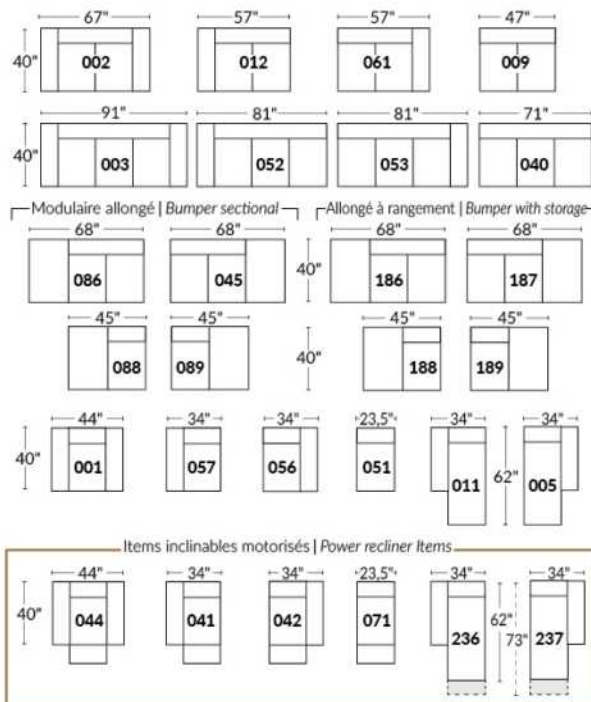 67" 57" 57" 47"
40" 002 012 061 009
91" 81" 81" 71"
40" 003 052 053 040
Modulaire allongé | Bumper sectional Allongé à rangement | Bumper with storage
68" 68" 68" 68"
086 045 40" 186 187
45" 45" 45" 45"
088 089 40" 188 189
44" 34" 34" 23,5" 34" 34"
40" 001 057 056 051 011 62" 005
Items inclinables motorisés | Power recliner Items
44" 34" 34" 23,5" 34" 34"
40" 044 041 042 071 236 62" 73" 237